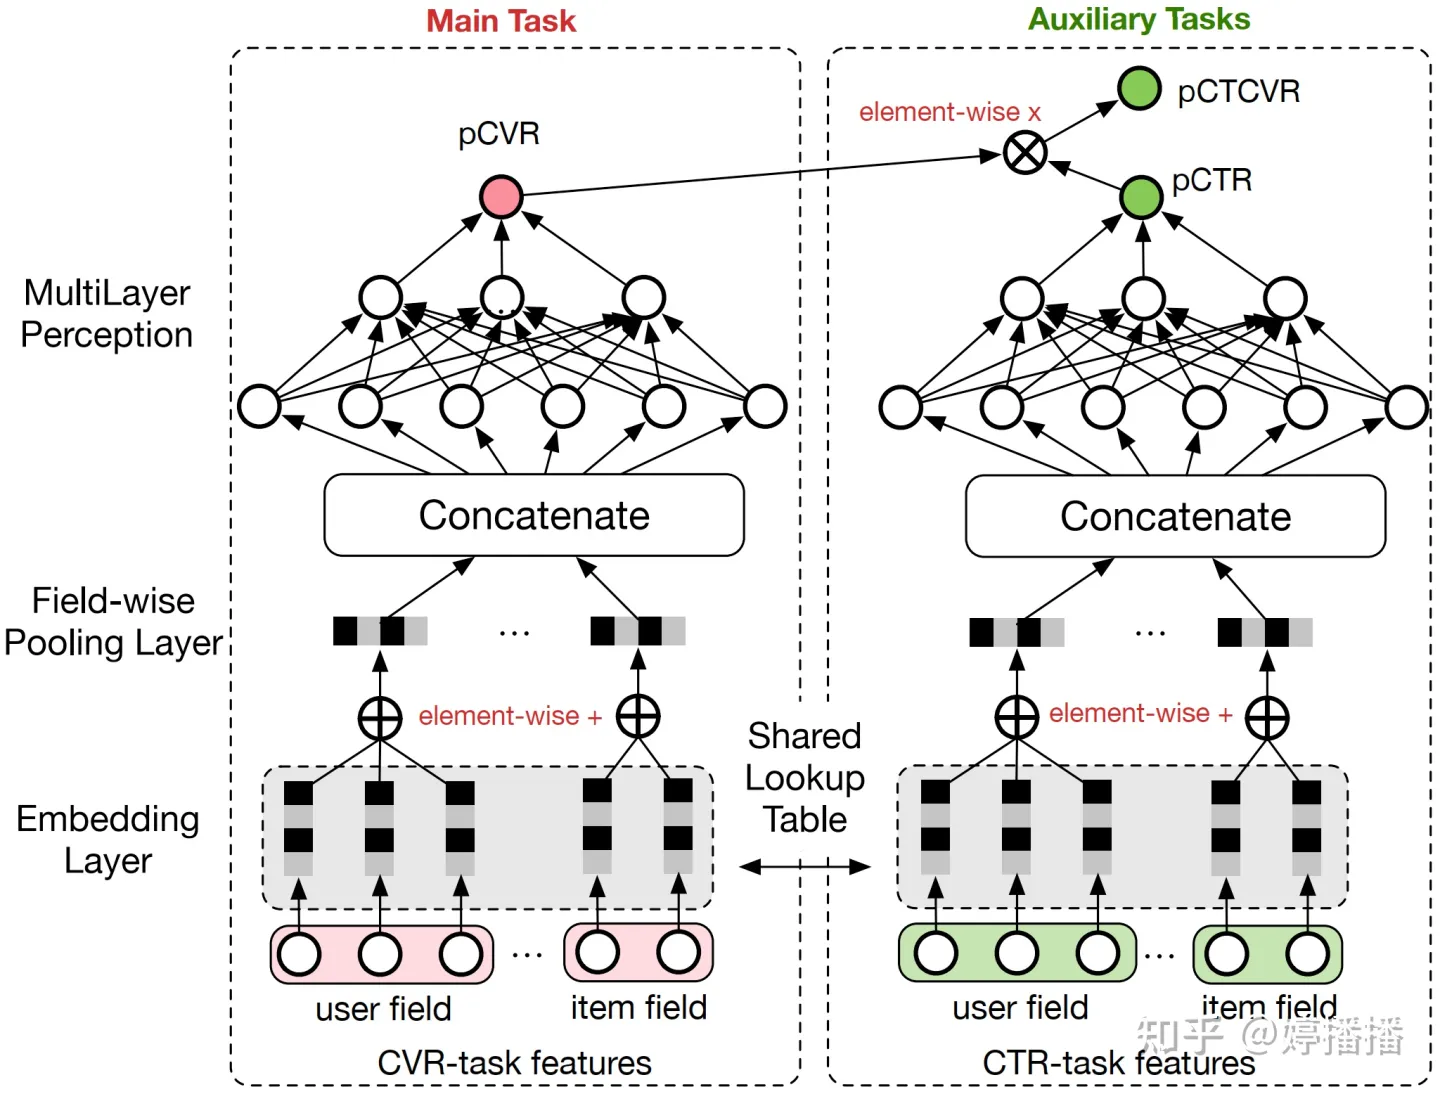 Main Task
Auxiliary Tasks
pCTCVR
element-wise x
pCVR
pCTR
MultiLayer
Perception
Concatenate
Concatenate
Field-wise
Pooling Layer
...
...
element-wise +
element-wise +
Shared
Lookup
Table
Embedding
Layer
...
...
user field
item field
user field
item field
CVR-task features
CTR-task features
知乎 @婷播播